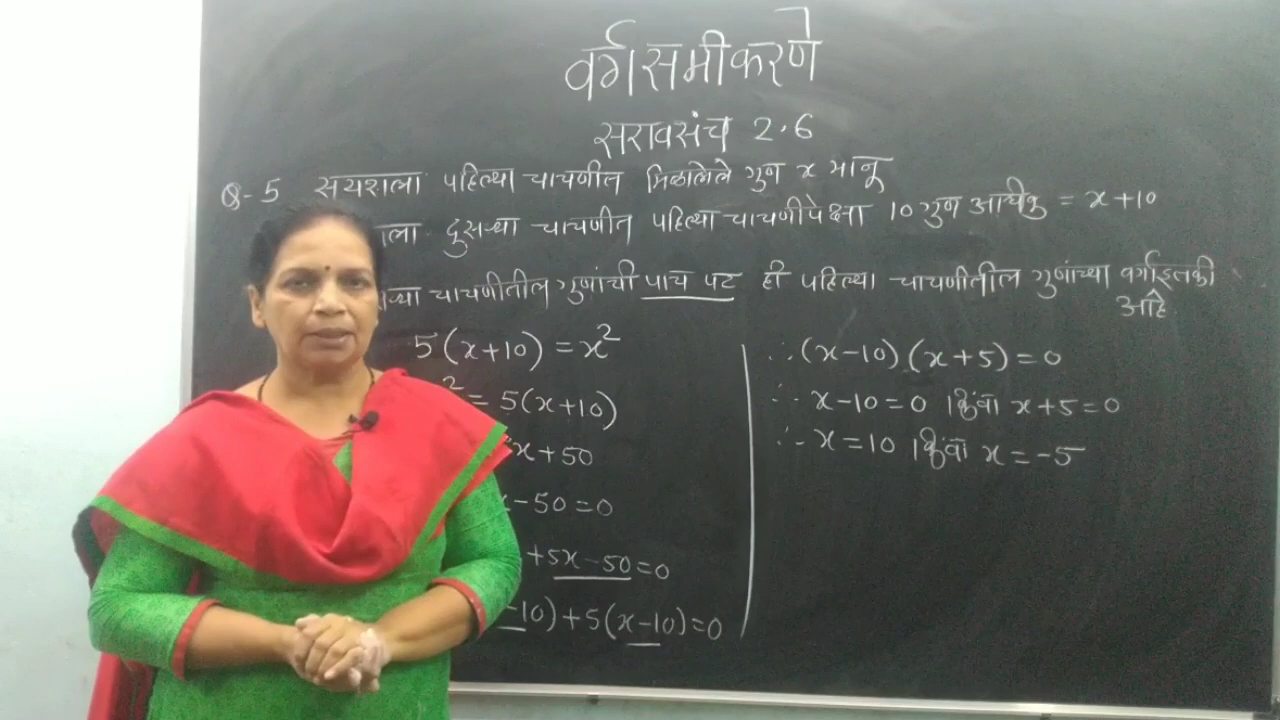 वर्गसमीकरणे
सरावसंच 2.6
Q-5 सयशाला पहिल्या चाचणीत मिळालेले गुण x मानू
ला दुसऱ्या चाचणीत पहिल्या चाचणीपेक्षा 10 गुण अधिक = x+10
चाचणीतील गुणांची पाच पट ही पहिल्या चाचणीतील गुणांच्या वर्गाइतकी
आहे.
5(x+10) = x²
² = 5(x+10)
x+50
-50=0
+5x-50=0
-10)+5(x-10)=0
∴ (x-10)(x+5)=0
∴ x-10=0 किंवा x+5=0
∴ x=10 किंवा x=-5